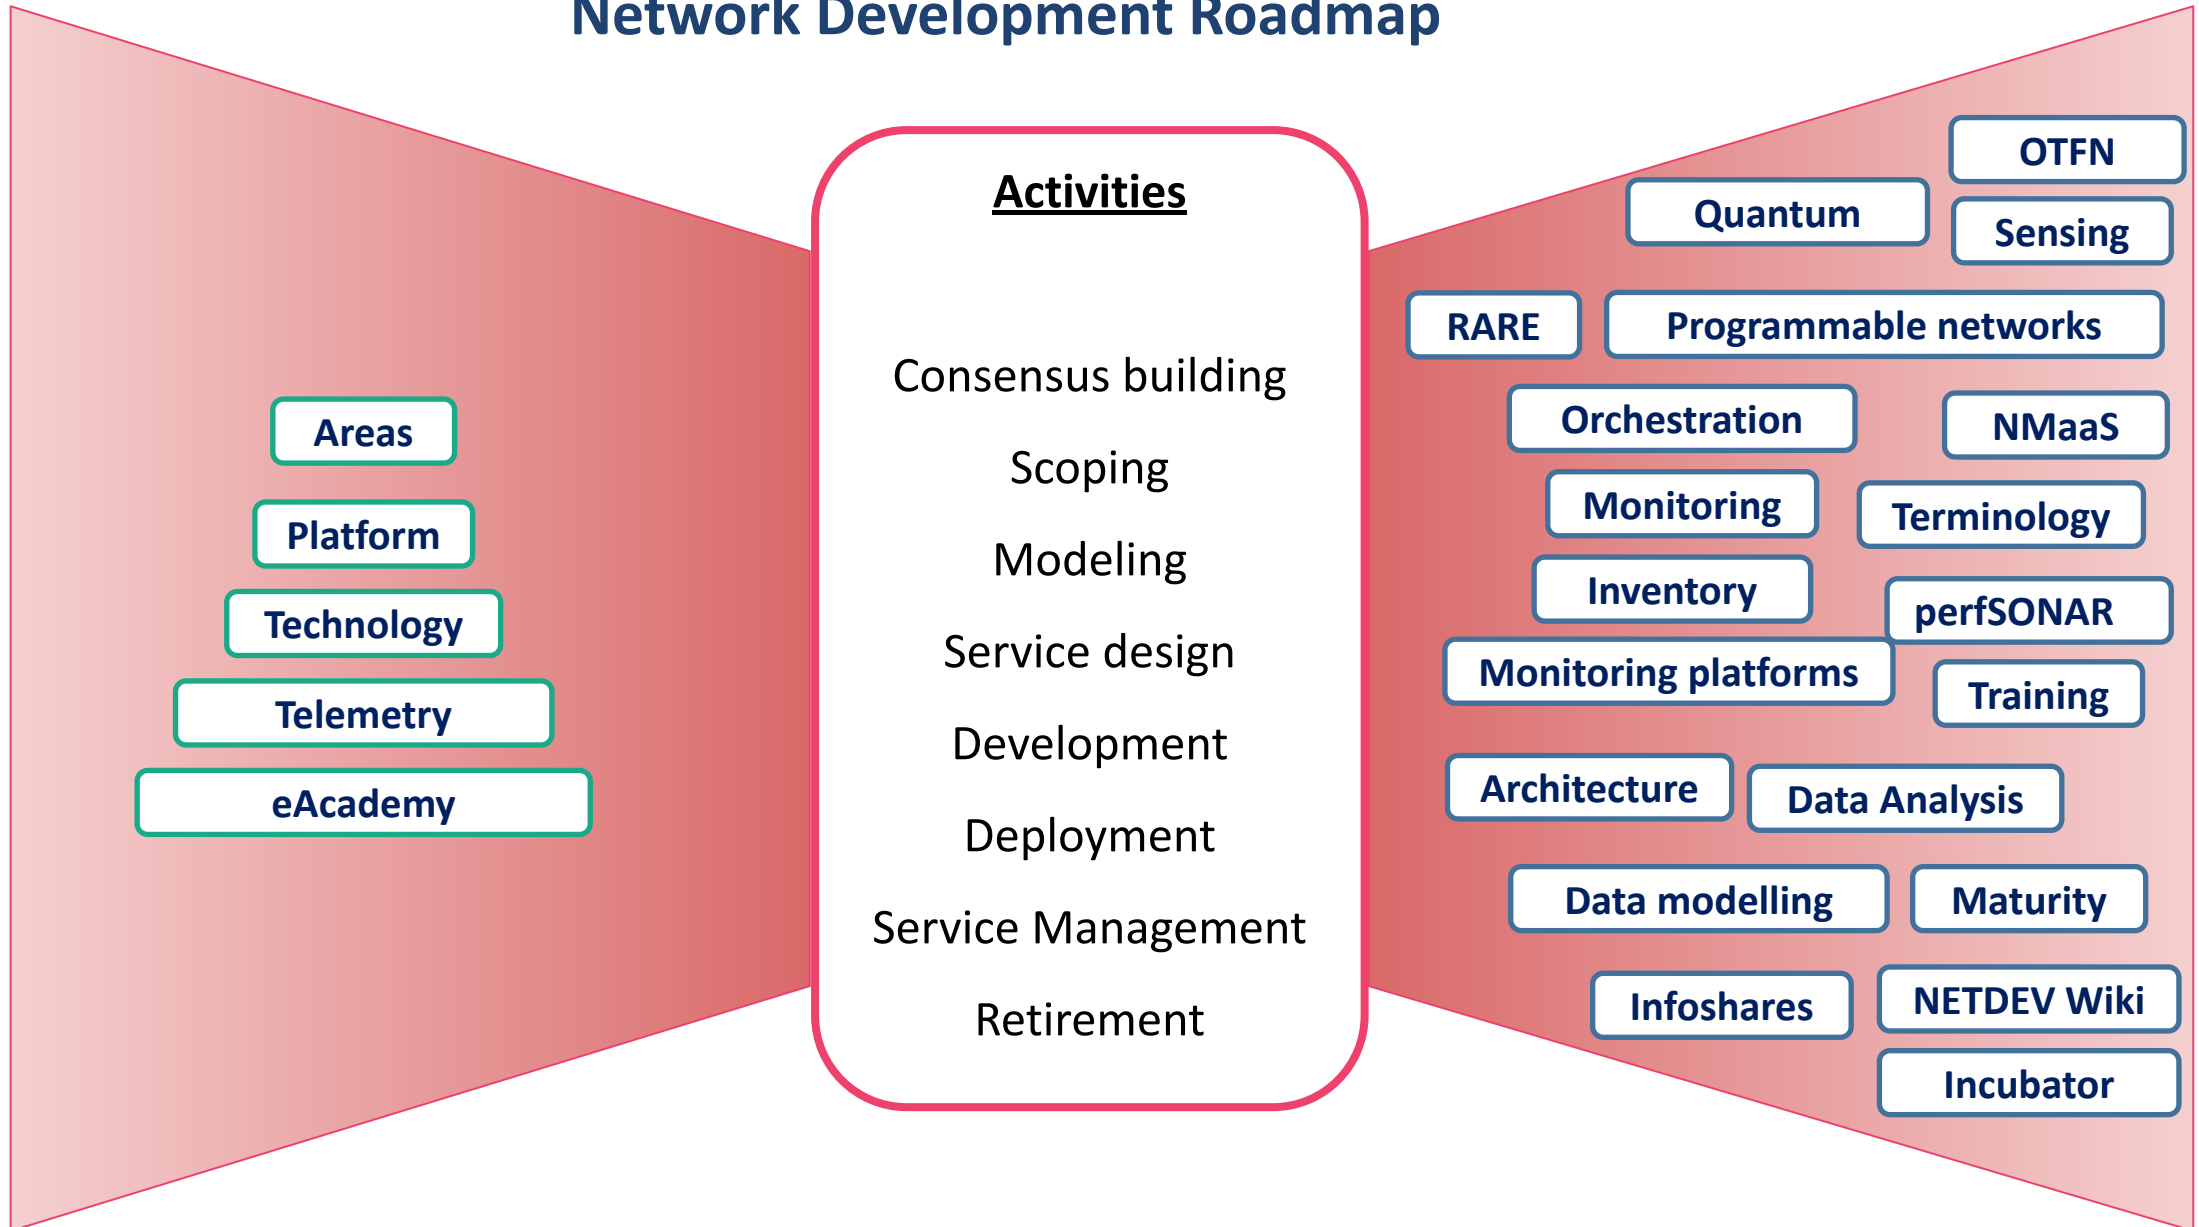 Network Development Roadmap
Areas
Platform
Technology
Telemetry
eAcademy
Activities
Consensus building
Scoping
Modeling
Service design
Development
Deployment
Service Management
Retirement
OTFN
Quantum
Sensing
RARE
Programmable networks
Orchestration
NMaaS
Monitoring
Terminology
Inventory
perfSONAR
Monitoring platforms
Training
Architecture
Data Analysis
Data modelling
Maturity
Infoshares
NETDEV Wiki
Incubator